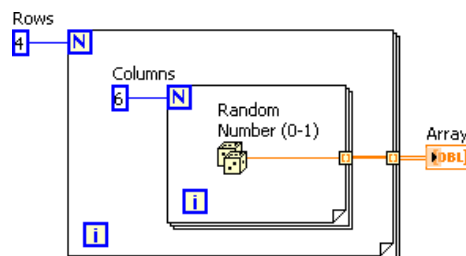 Rows
4
N
Columns
6
N
Random
Number (0-1)
Array
DBL
i
i